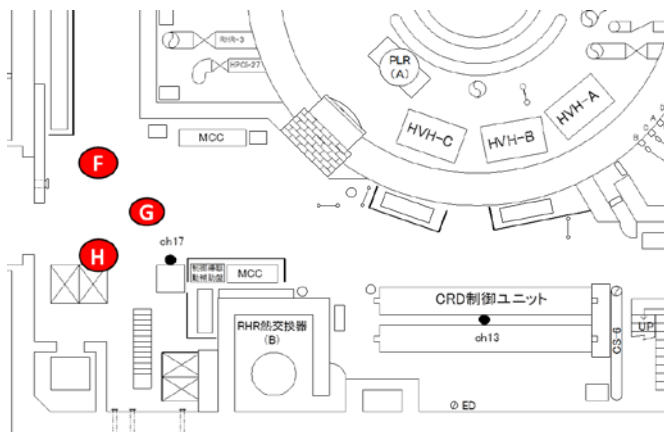 RHR-3
HPCS-27
PLR
(A)
HVH-C
HVH-B
HVH-A
MCC
F
G
H
ch17
MCC
CRD制御ユニット
ch13
RHR熱交換器
(B)
CS-6
UP
ED
A
C
B